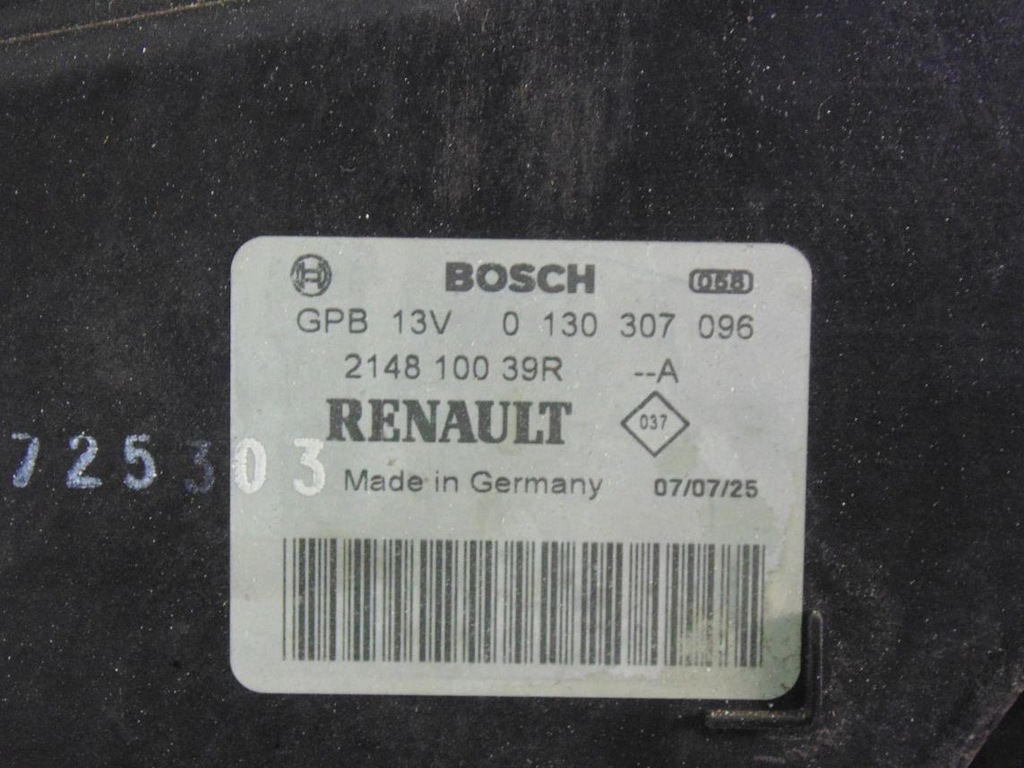 BOSCH 058
GPB 13V 0 130 307 096
2148 100 39R --A
RENAULT 037
725303
Made in Germany 07/07/25